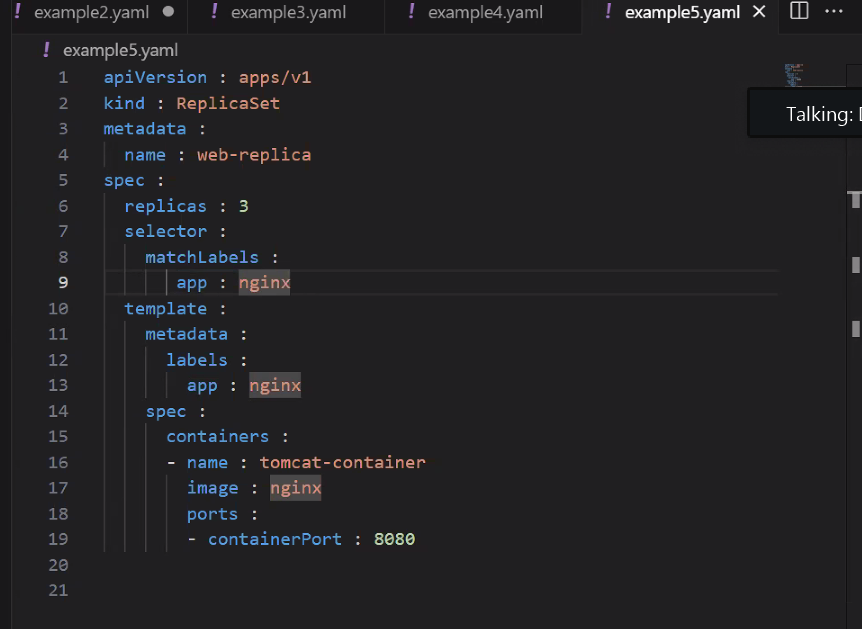 ! example2.yaml ● ! example3.yaml ! example4.yaml ! example5.yaml × ···
! example5.yaml
1 apiVersion : apps/v1
2 kind : ReplicaSet
3 metadata :
4   name : web-replica
5 spec :
6   replicas : 3
7   selector :
8     matchLabels :
9        app : nginx
10   template :
11     metadata :
12       labels :
13         app : nginx
14     spec :
15       containers :
16       - name : tomcat-container
17         image : nginx
18         ports :
19         - containerPort : 8080
20
21
Talking: